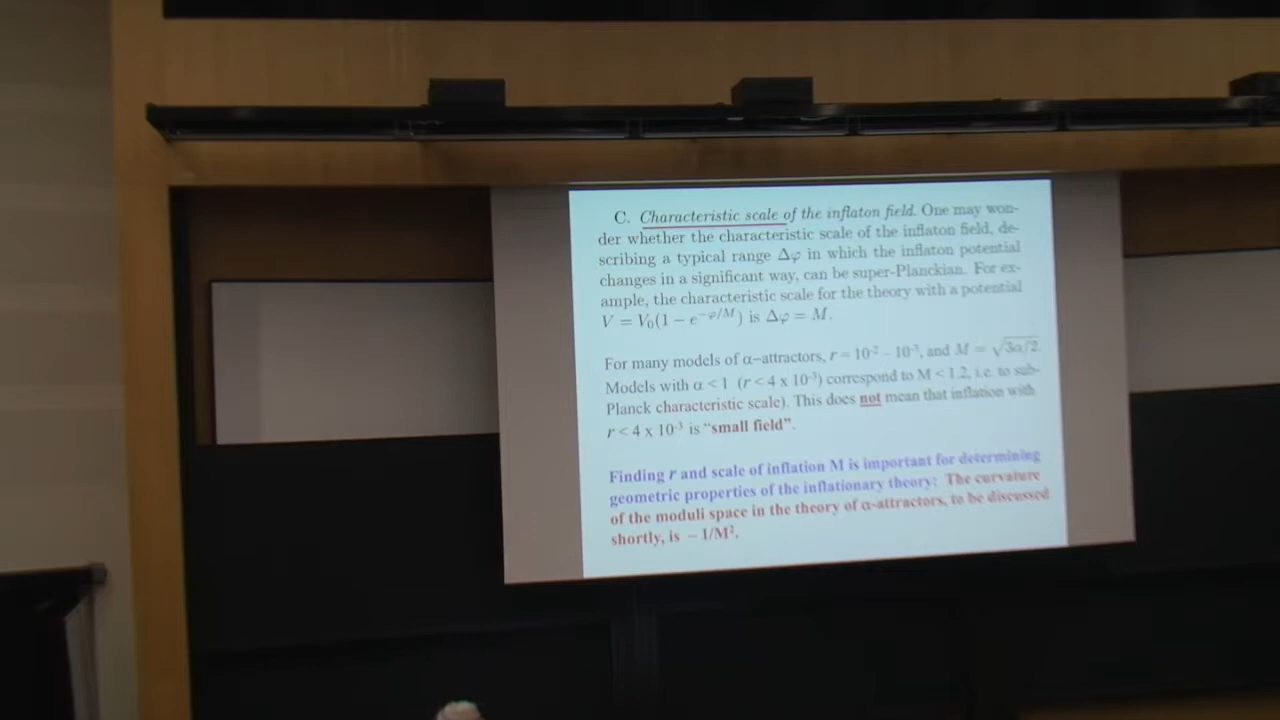 C. Characteristic scale of the inflaton field. One may won-
der whether the characteristic scale of the inflaton field, de-
scribing a typical range Δφ in which the inflaton potential
changes in a significant way, can be super-Planckian. For ex-
ample, the characteristic scale for the theory with a potential
V = V₀(1 − e^{−φ/M}) is Δφ = M.
For many models of α-attractors, r = 10⁻² – 10⁻³, and M = √3α/2.
Models with α < 1 (r < 4 x 10⁻³) correspond to M < 1.2, i.e. to sub-
Planck characteristic scale). This does not mean that inflation with
r < 4 x 10⁻³ is “small field”.
Finding r and scale of inflation M is important for determining
geometric properties of the inflationary theory: The curvature
of the moduli space in the theory of α-attractors, to be discussed
shortly, is – 1/M².